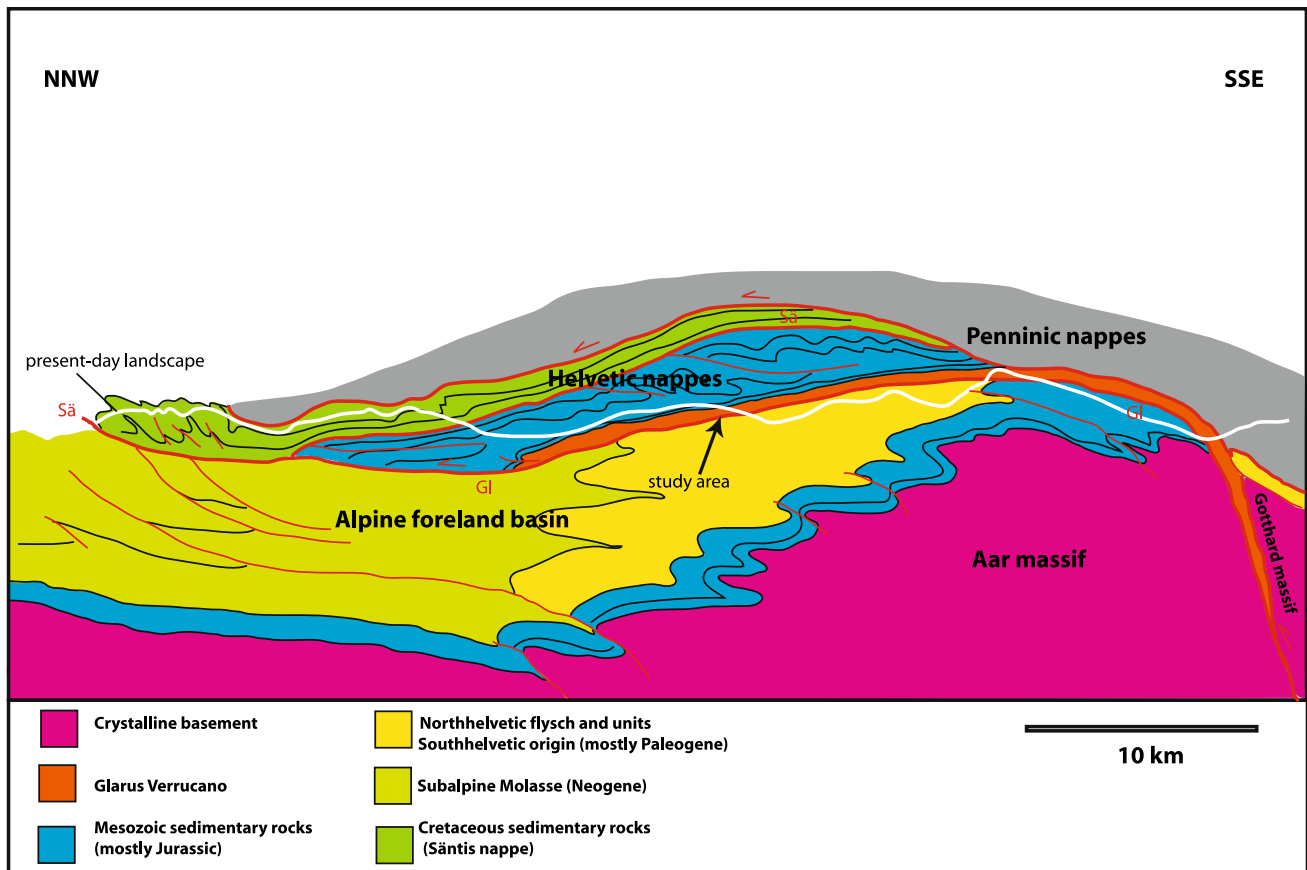 NNW
SSE
Penninic nappes
Sä
present-day landscape
Helvetic nappes
Sä
Gl
study area
Gl
Alpine foreland basin
Gotthard massif
Aar massif
Crystalline basement
Northhelvetic flysch and units
Southhelvetic origin (mostly Paleogene)
10 km
Glarus Verrucano
Subalpine Molasse (Neogene)
Mesozoic sedimentary rocks
(mostly Jurassic)
Cretaceous sedimentary rocks
(Säntis nappe)